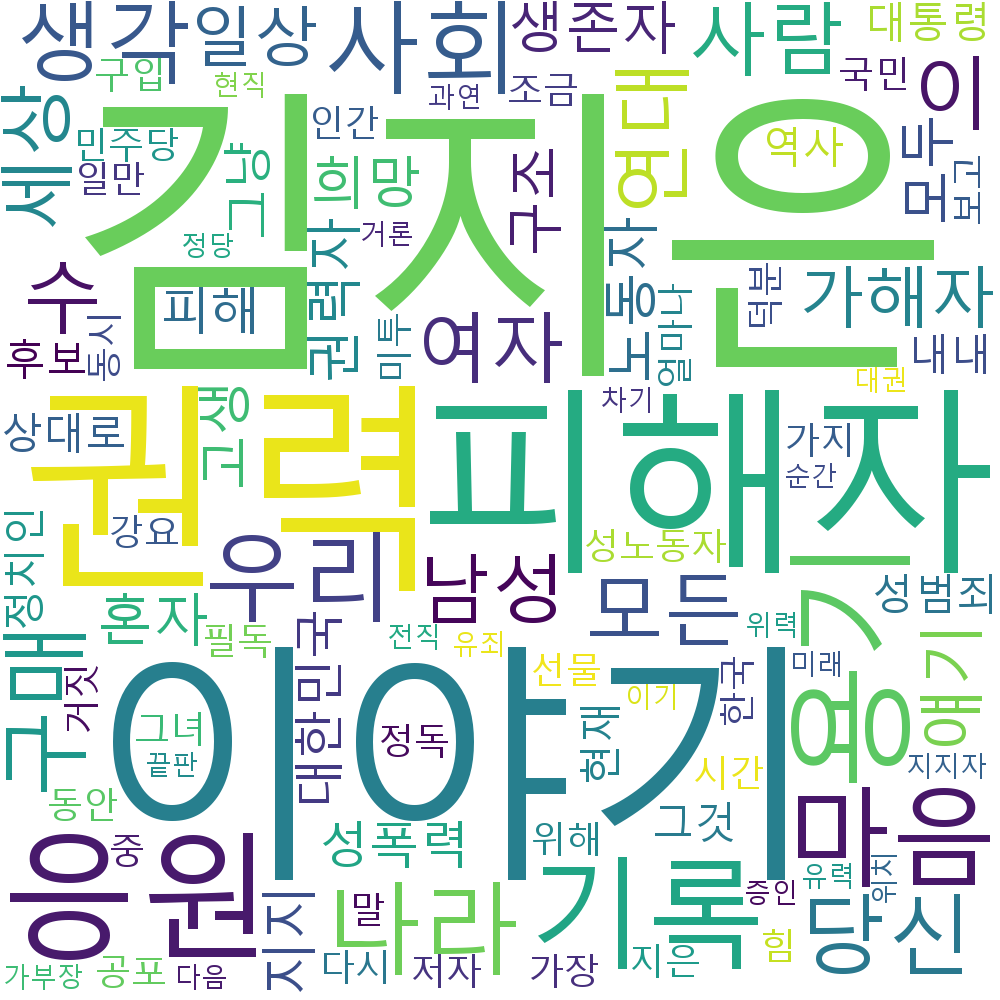 생각
일상
사회
생존자
사람
대통령
구입
현직
과연
조금
국민
이
세상
민주당
일만
그냥
인간
희망
김지은
구조
연대
역사
모두
보고
정당
거론
권력자
노동자
수
피해
미투
여자
얼마나
덕분
가해자
후보
동시
내내
대권
차기
상대로
고생
권력
피해자
가지
순간
강요
정치인
우리
남성
성노동자
모든
성범죄
혼자
필독
대한민국
전직
유죄
위력
용기
얘기
구매
거짓
그녀
끝판
이야기
정독
선물
이기
현재
한국
미래
시간
지지자
동안
중
성폭력
위해
그것
마음
응원
지지
말
나라
기록
증인
유력
위치
당신
가부장
공포
다음
다시
저자
가장
지은
힘